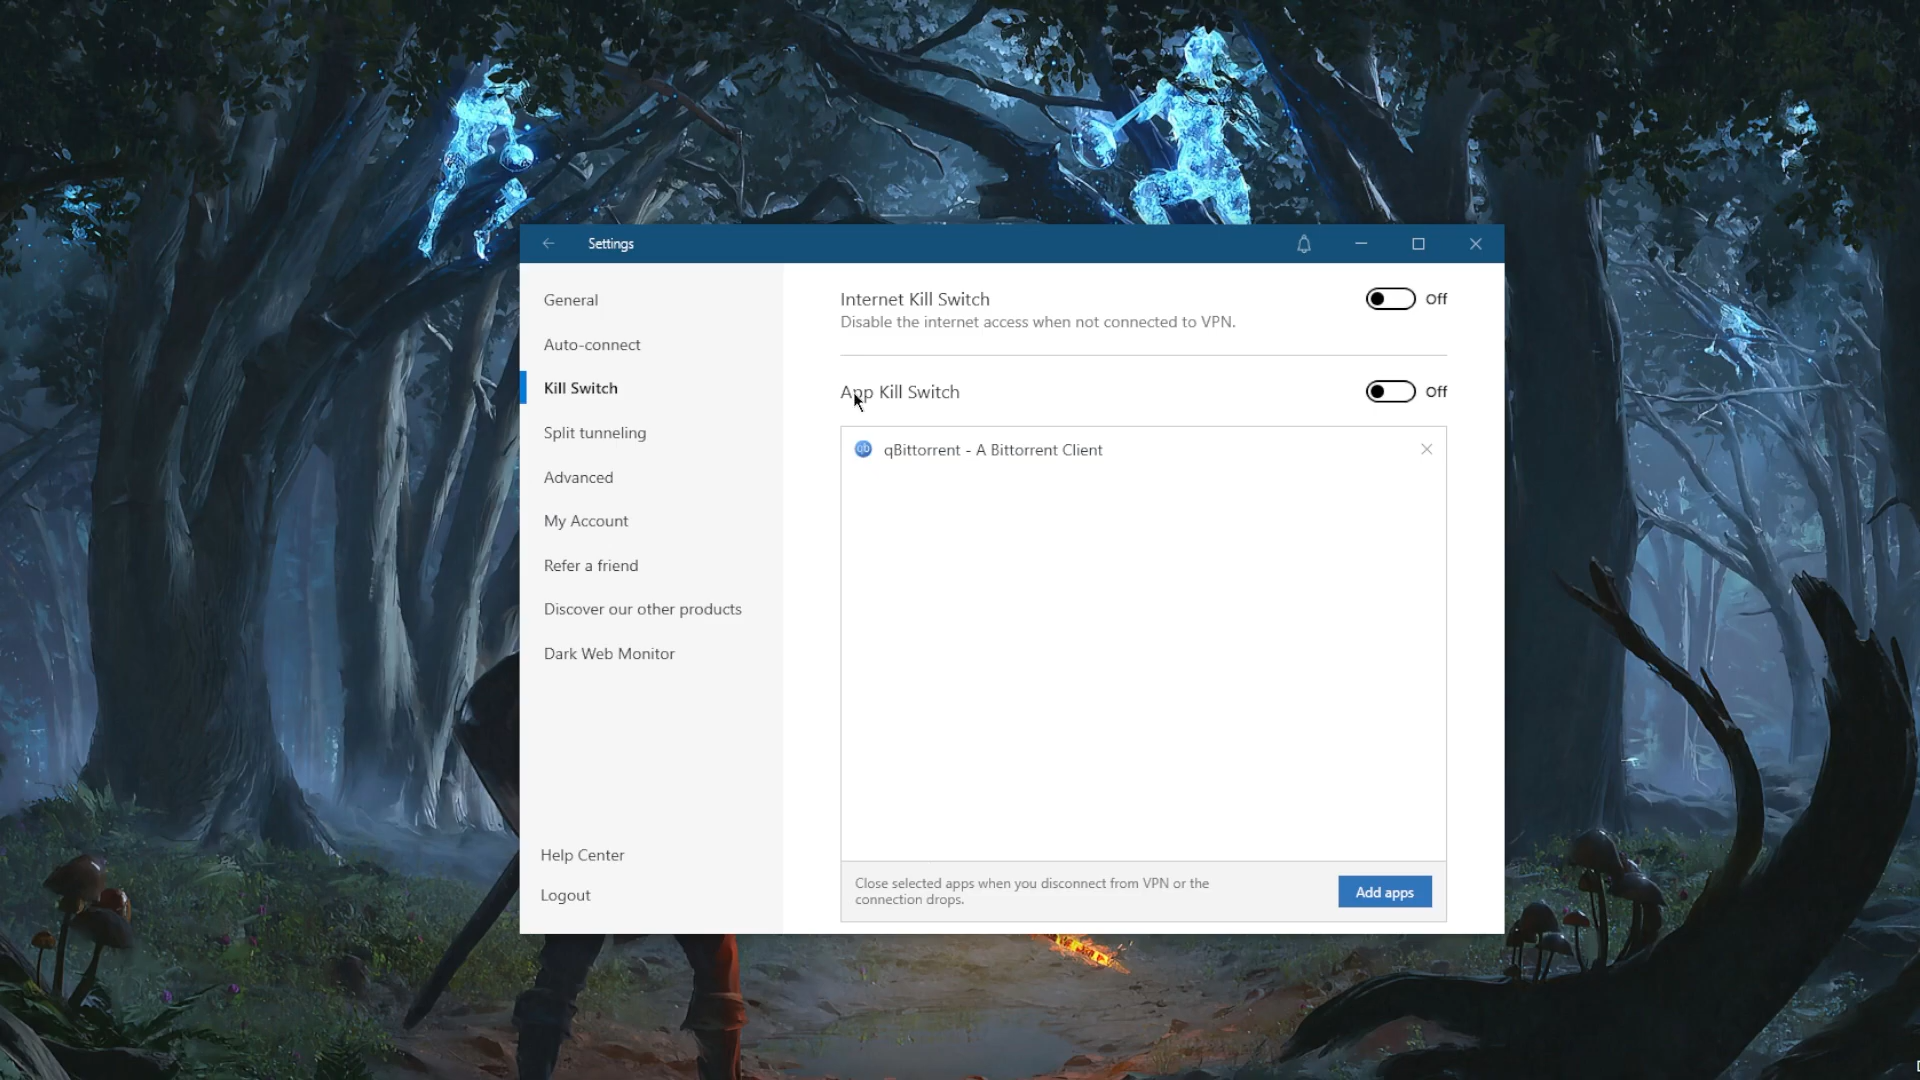 Settings
General
Auto-connect
Kill Switch
Split tunneling
Advanced
My Account
Refer a friend
Discover our other products
Dark Web Monitor
Help Center
Logout
Internet Kill Switch
Off
Disable the internet access when not connected to VPN.
App Kill Switch
Off
qb
qBittorrent - A Bittorrent Client
Close selected apps when you disconnect from VPN or the
connection drops.
Add apps